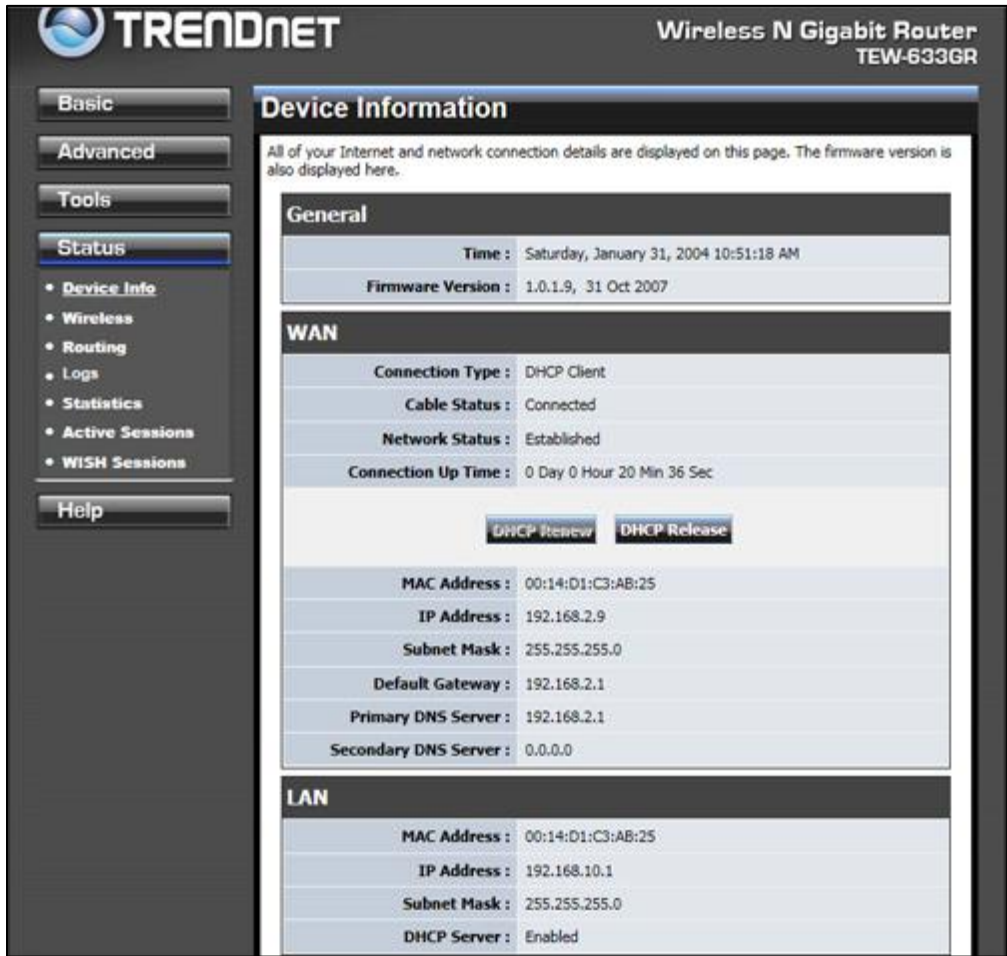 TRENDNET
Wireless N Gigabit Router
TEW-633GR
Basic
Advanced
Tools
Status
• Device Info
• Wireless
• Routing
• Logs
• Statistics
• Active Sessions
• WISH Sessions
Help
Device Information
All of your Internet and network connection details are displayed on this page. The firmware version is
also displayed here.
General
Time : Saturday, January 31, 2004 10:51:18 AM
Firmware Version : 1.0.1.9, 31 Oct 2007
WAN
Connection Type : DHCP Client
Cable Status : Connected
Network Status : Established
Connection Up Time : 0 Day 0 Hour 20 Min 36 Sec
DHCP Renew DHCP Release
MAC Address : 00:14:D1:C3:AB:25
IP Address : 192.168.2.9
Subnet Mask : 255.255.255.0
Default Gateway : 192.168.2.1
Primary DNS Server : 192.168.2.1
Secondary DNS Server : 0.0.0.0
LAN
MAC Address : 00:14:D1:C3:AB:25
IP Address : 192.168.10.1
Subnet Mask : 255.255.255.0
DHCP Server : Enabled